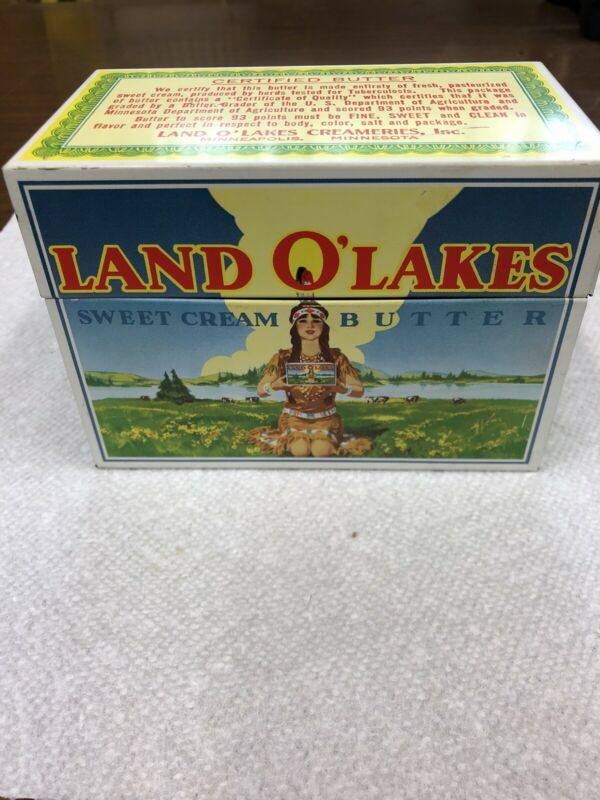 CERTIFIED BUTTER
We certify that this butter is made entirely of fresh, pasteurized
sweet cream, produced by herds tested for Tuberculosis. This package
of butter contains a "Certificate of Quality" which certifies it was
graded by a Butter Grader of the U. S. Department of Agriculture and
Minnesota Department of Agriculture and scored 93 points when graded.
Butter to score 93 points must be FINE, SWEET and CLEAN in
flavor and perfect in respect to body, color, salt and package.
LAND O'LAKES CREAMERIES, Inc.
MINNEAPOLIS, MINNESOTA
LAND O'LAKES
SWEET CREAM BUTTER
LAND O'LAKES